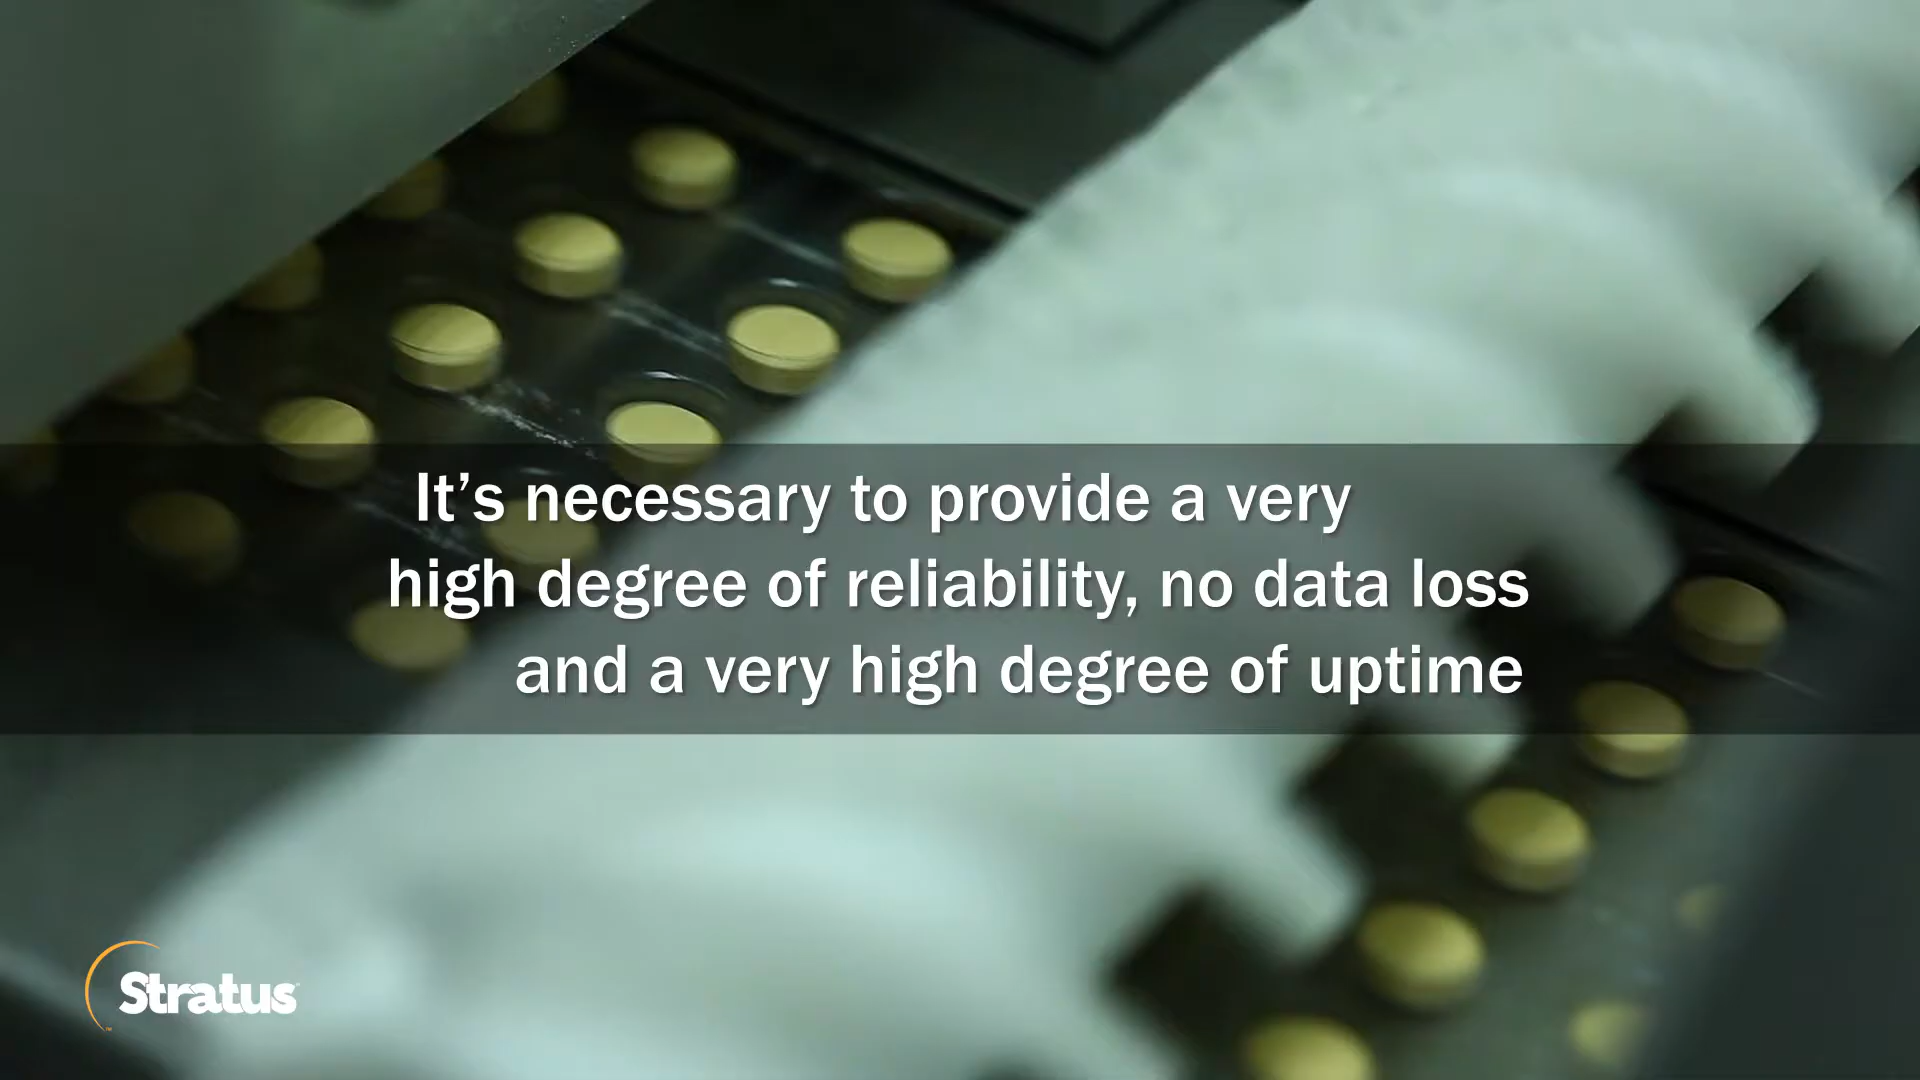 It’s necessary to provide a very
high degree of reliability, no data loss
and a very high degree of uptime
Stratus